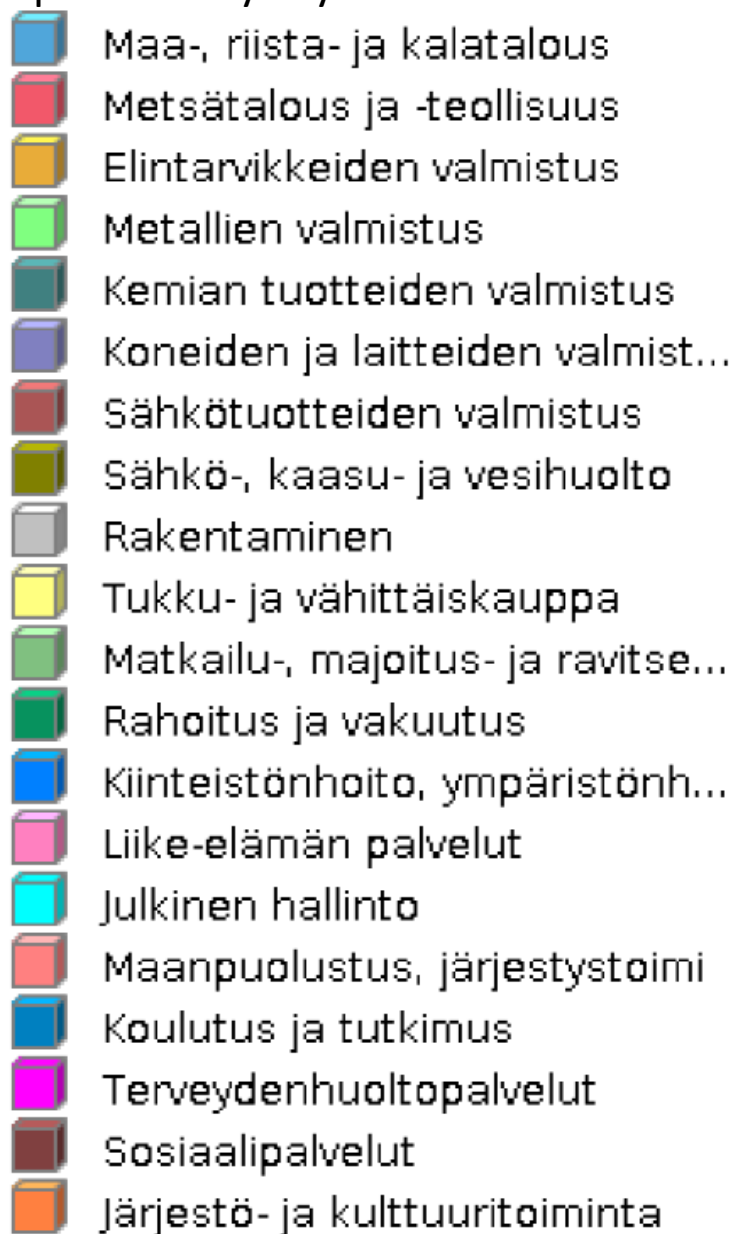 Maa-, riista- ja kalatalous
Metsätalous ja -teollisuus
Elintarvikkeiden valmistus
Metallien valmistus
Kemian tuotteiden valmistus
Koneiden ja laitteiden valmist...
Sähkötuotteiden valmistus
Sähkö-, kaasu- ja vesihuolto
Rakentaminen
Tukku- ja vähittäiskauppa
Matkailu-, majoitus- ja ravitse...
Rahoitus ja vakuutus
Kiinteistönhoito, ympäristönh...
Liike-elämän palvelut
Julkinen hallinto
Maanpuolustus, järjestystoimi
Koulutus ja tutkimus
Terveydenhuoltopalvelut
Sosiaalipalvelut
Järjestö- ja kulttuuritoiminta